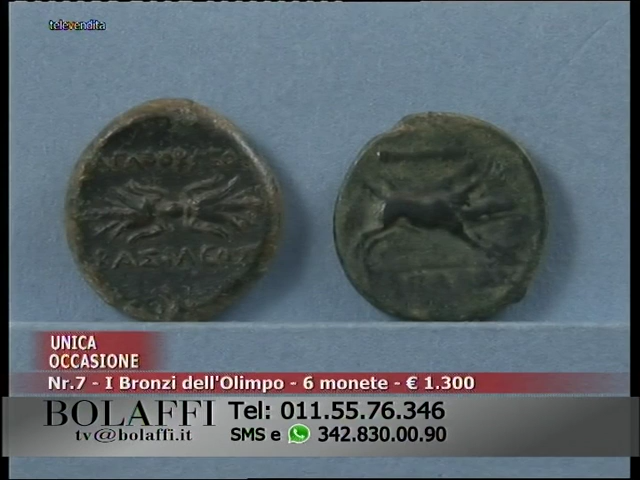 televendita
ΒΑΣΙΛΕΟΣ
UNICA
OCCASIONE
Nr.7 - I Bronzi dell'Olimpo - 6 monete - € 1.300
BOLAFFI
tv@bolaffi.it
Tel: 011.55.76.346
SMS e 342.830.00.90